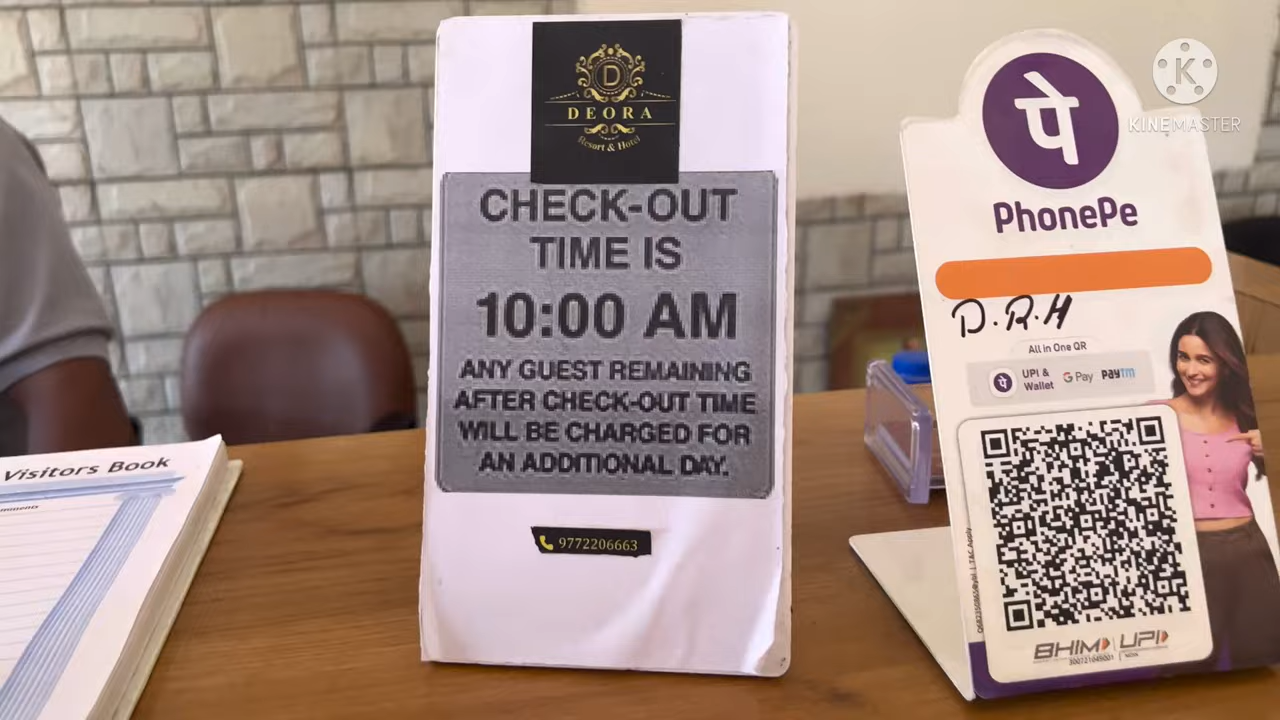 Visitors Book
D
DEORA
Resort & Hotel
CHECK-OUT
TIME IS
10:00 AM
ANY GUEST REMAINING
AFTER CHECK-OUT TIME
WILL BE CHARGED FOR
AN ADDITIONAL DAY.
9772206663
पे
PhonePe
D.R.H
All in One QR
पे
UPI &
Wallet
G Pay
PAYTM
BHIM UPI
K
KINEMASTER